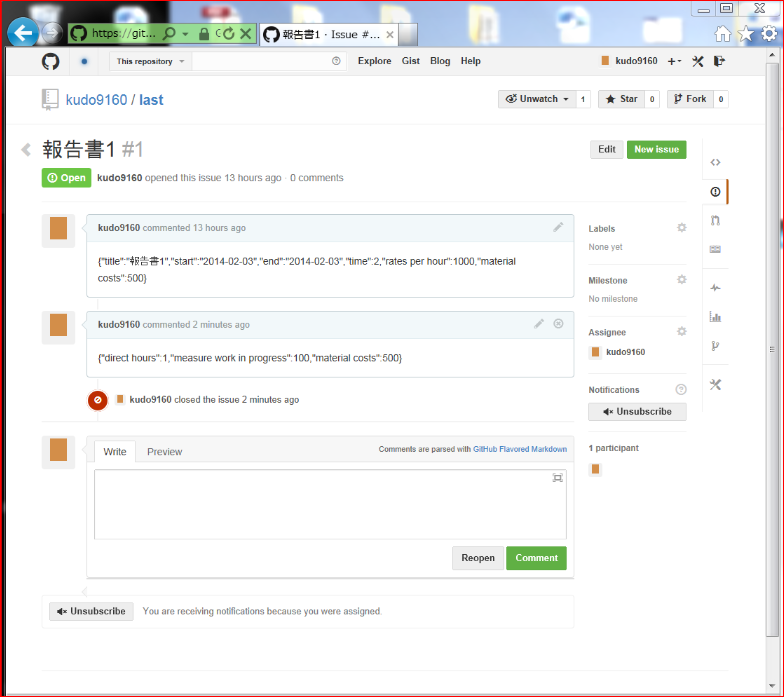 https://git...
報告書1 · Issue #...
This repository
Explore Gist Blog Help
kudo9160
kudo9160 / last
Unwatch 1
Star 0
Fork 0
報告書1 #1
Edit
New issue
Open
kudo9160 opened this issue 13 hours ago · 0 comments
kudo9160 commented 13 hours ago
{"title":"報告書1","start":"2014-02-03","end":"2014-02-03","time":2,"rates per hour":1000,"material
costs":500}
kudo9160 commented 2 minutes ago
{"direct hours":1,"measure work in progress":100,"material costs":500}
kudo9160 closed the issue 2 minutes ago
Write Preview
Comments are parsed with GitHub Flavored Markdown
Reopen
Comment
Unsubscribe
You are receiving notifications because you were assigned.
Labels
None yet
Milestone
No milestone
Assignee
kudo9160
Notifications
Unsubscribe
1 participant